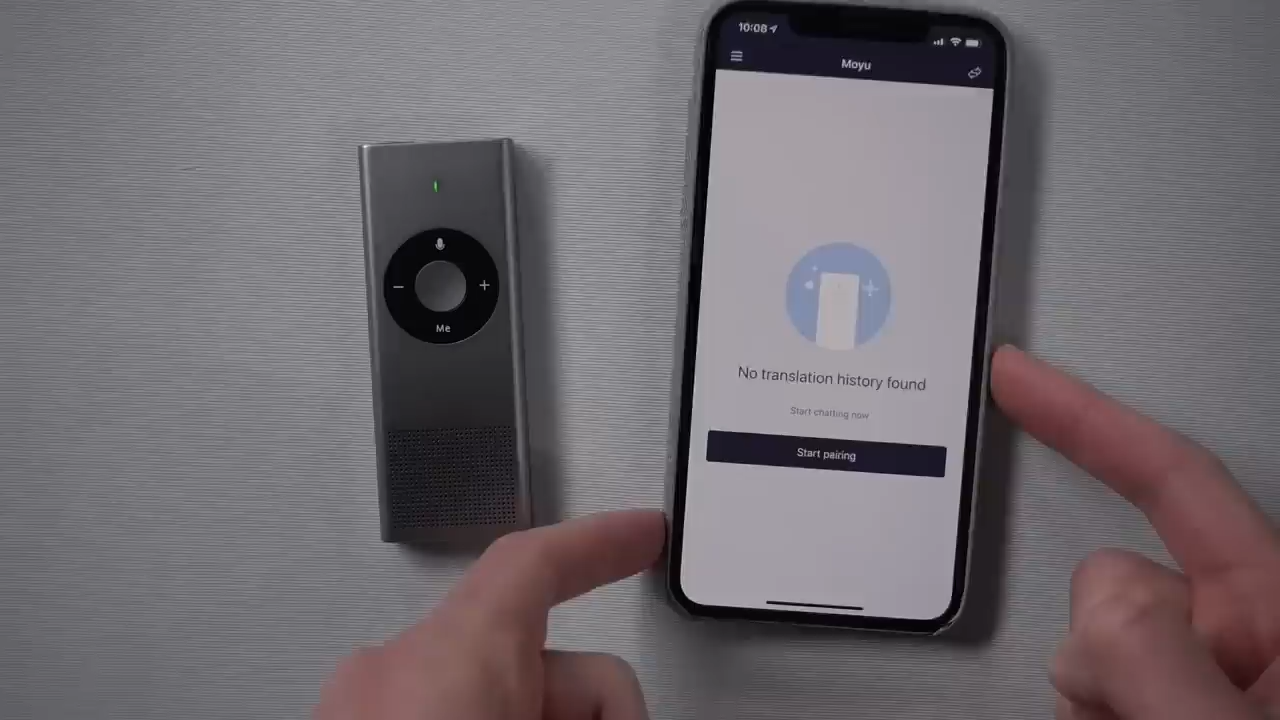 10:08
Moyu
Me
No translation history found
Start chatting now
Start pairing